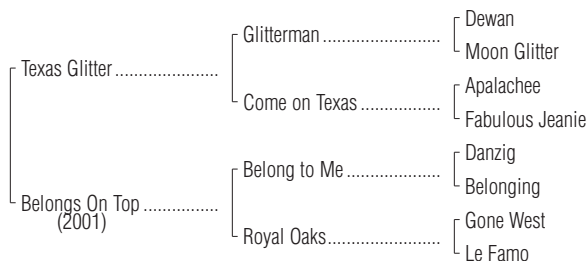 Dewan
Glitterman
Moon Glitter
Texas Glitter
Apalachee
Come on Texas
Fabulous Jeanie
Danzig
Belong to Me
Belonging
Belongs On Top
(2001)
Gone West
Royal Oaks
Le Famo